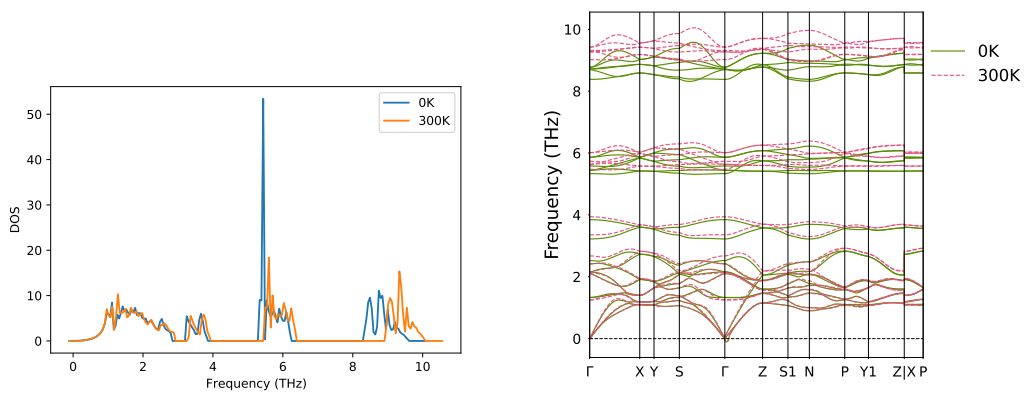 DOS
50
40
30
20
10
0
0 2 4 6 8 10
Frequency (THz)
0K
300K
Frequency (THz)
10
8
6
4
2
0
Γ X Y S Γ Z S1 N P Y1 Z|X P
0K
300K